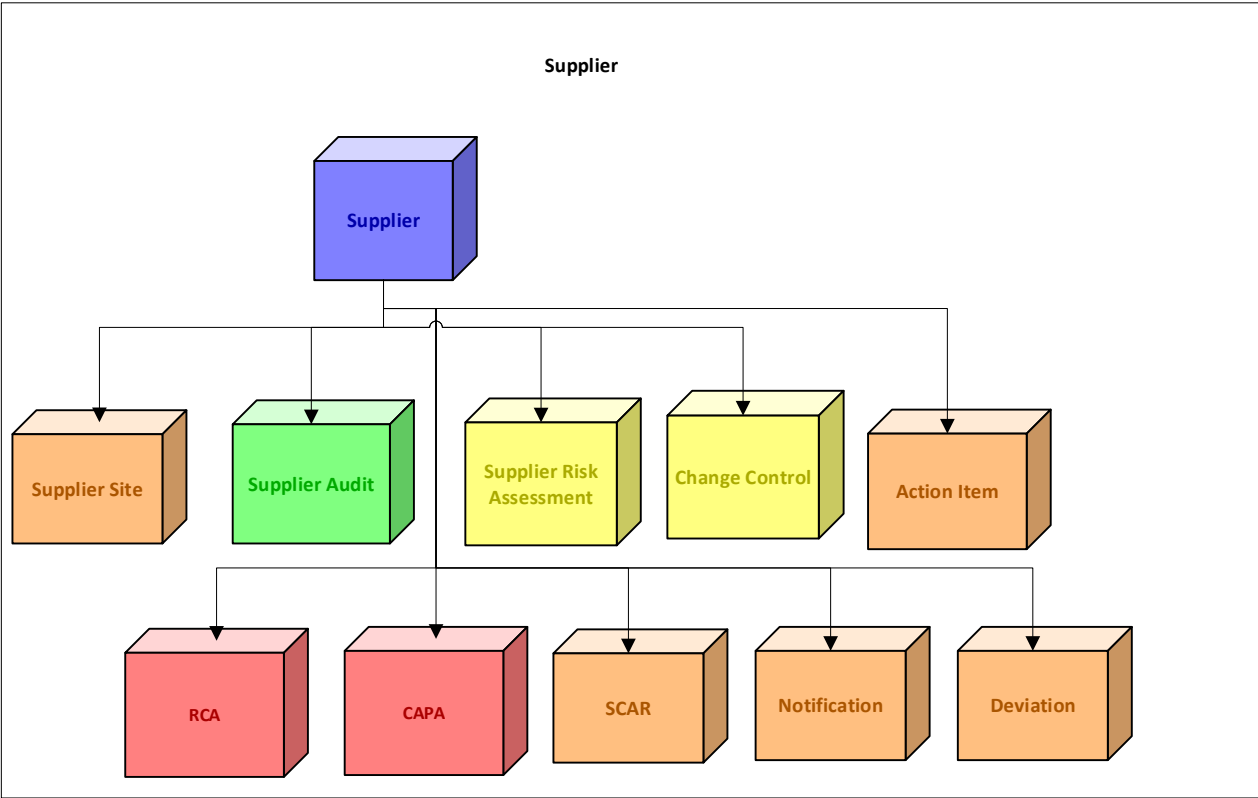 Supplier
Supplier
Supplier Site
Supplier Audit
Supplier Risk
Assessment
Change Control
Action Item
RCA
CAPA
SCAR
Notification
Deviation